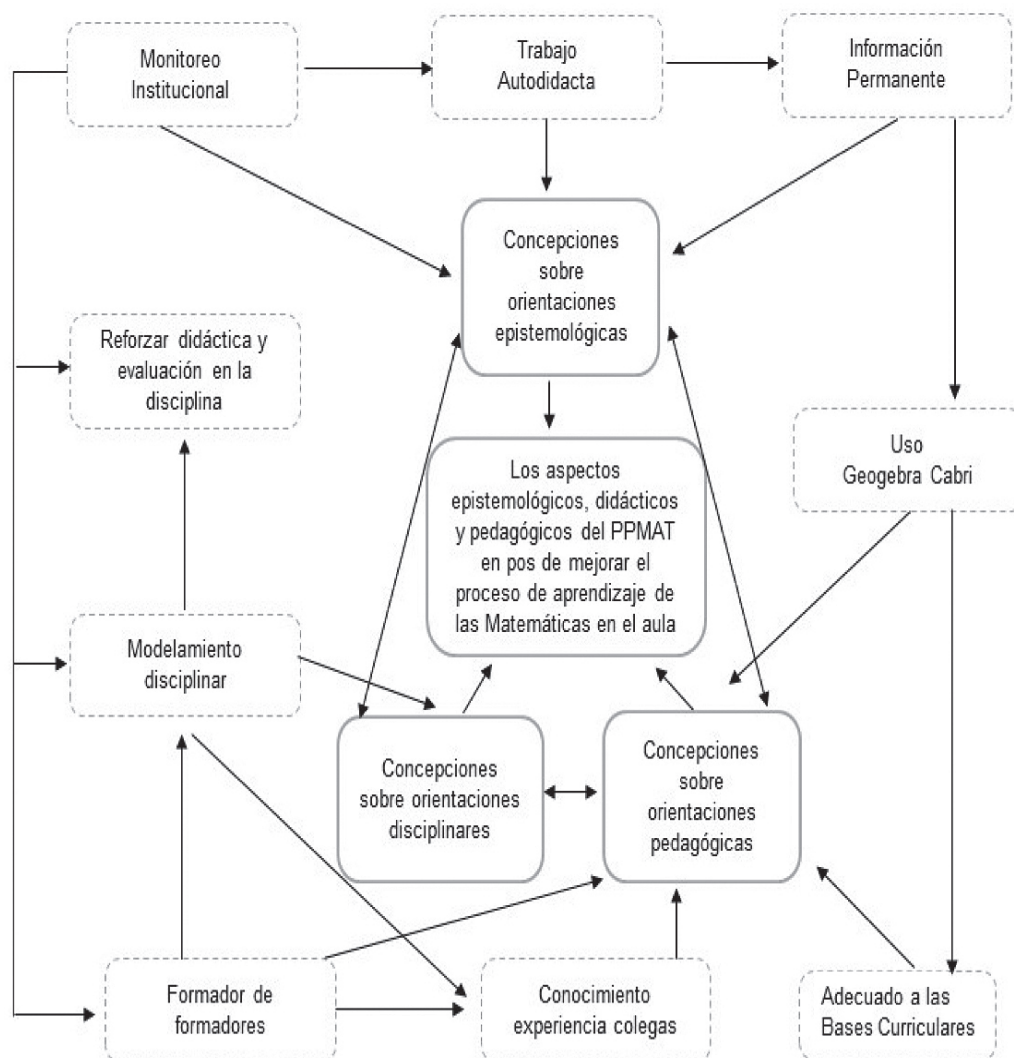 Monitoreo
Institucional
Trabajo
Autodidacta
Información
Permanente
Concepciones
sobre
orientaciones
epistemológicas
Reforzar didáctica y
evaluación en la
disciplina
Uso
Geogebra Cabri
Los aspectos
epistemológicos, didácticos
y pedagógicos del PPMAT
en pos de mejorar el
proceso de aprendizaje de
las Matemáticas en el aula
Modelamiento
disciplinar
Concepciones
sobre orientaciones
disciplinares
Concepciones
sobre
orientaciones
pedagógicas
Formador de
formadores
Conocimiento
experiencia colegas
Adecuado a las
Bases Curriculares